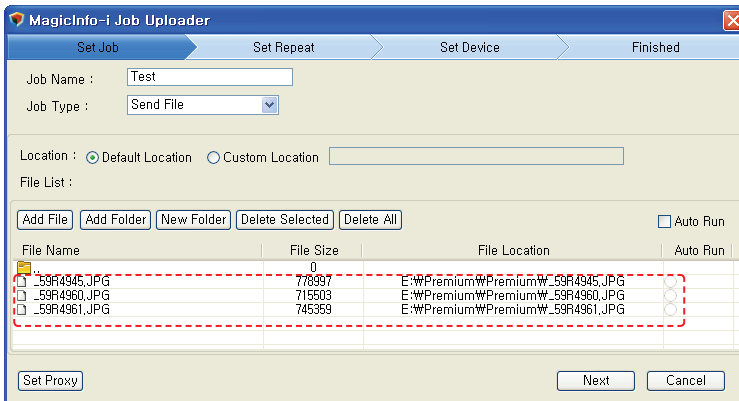 MagicInfo-i Job Uploader
Set Job Set Repeat Set Device Finished
Job Name : Test
Job Type : Send File
Location : Default Location Custom Location
File List :
Add File Add Folder New Folder Delete Selected Delete All Auto Run
File Name File Size File Location Auto Run
.. 0
_59R4945.JPG 778997 E:₩Premium₩Premium₩_59R4945.JPG
_59R4960.JPG 715503 E:₩Premium₩Premium₩_59R4960.JPG
_59R4961.JPG 745359 E:₩Premium₩Premium₩_59R4961.JPG
Set Proxy Next Cancel